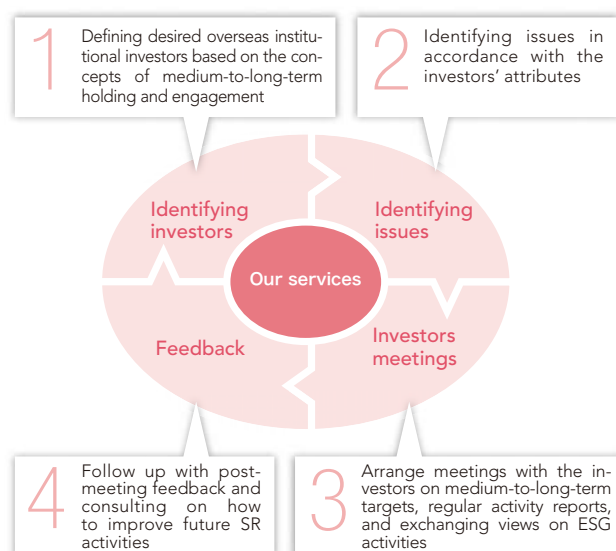 1
Defining desired overseas institu-
tional investors based on the con-
cepts of medium-to-long-term
holding and engagement
2
Identifying issues in
accordance with the
investors’ attributes
Identifying
investors
Identifying
issues
Our services
Feedback
Investors
meetings
4
Follow up with post-
meeting feedback and
consulting on how
to improve future SR
activities
3
Arrange meetings with the in-
vestors on medium-to-long-term
targets, regular activity reports,
and exchanging views on ESG
activities